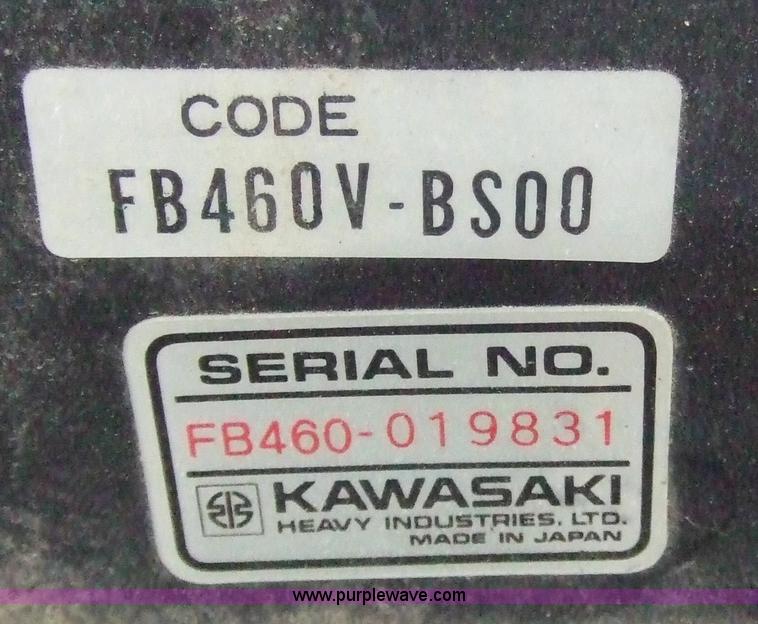 CODE
FB460V-BS00
SERIAL NO.
FB460-019831
KAWASAKI
HEAVY INDUSTRIES, LTD.
MADE IN JAPAN
www.purplewave.com